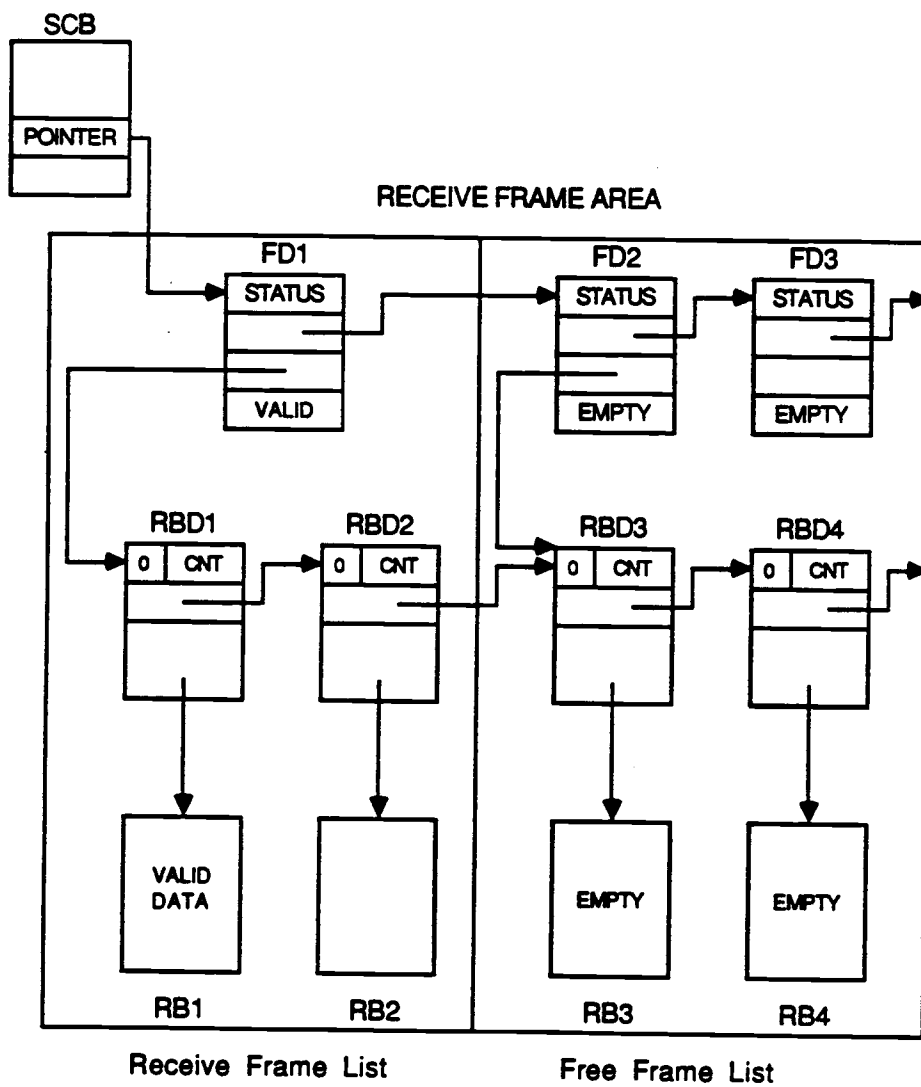 SCB
POINTER
RECEIVE FRAME AREA
FD1
FD2
FD3
STATUS
STATUS
STATUS
VALID
EMPTY
EMPTY
RBD1
RBD2
RBD3
RBD4
0 CNT
0 CNT
0 CNT
0 CNT
VALID
DATA
EMPTY
EMPTY
RB1
RB2
RB3
RB4
Receive Frame List
Free Frame List